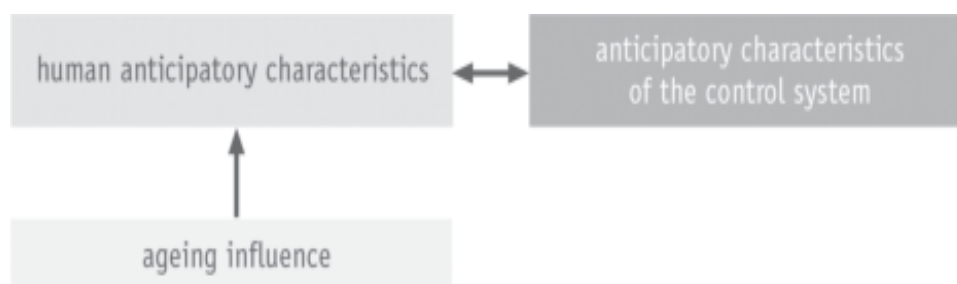 human anticipatory characteristics
anticipatory characteristics
of the control system
ageing influence